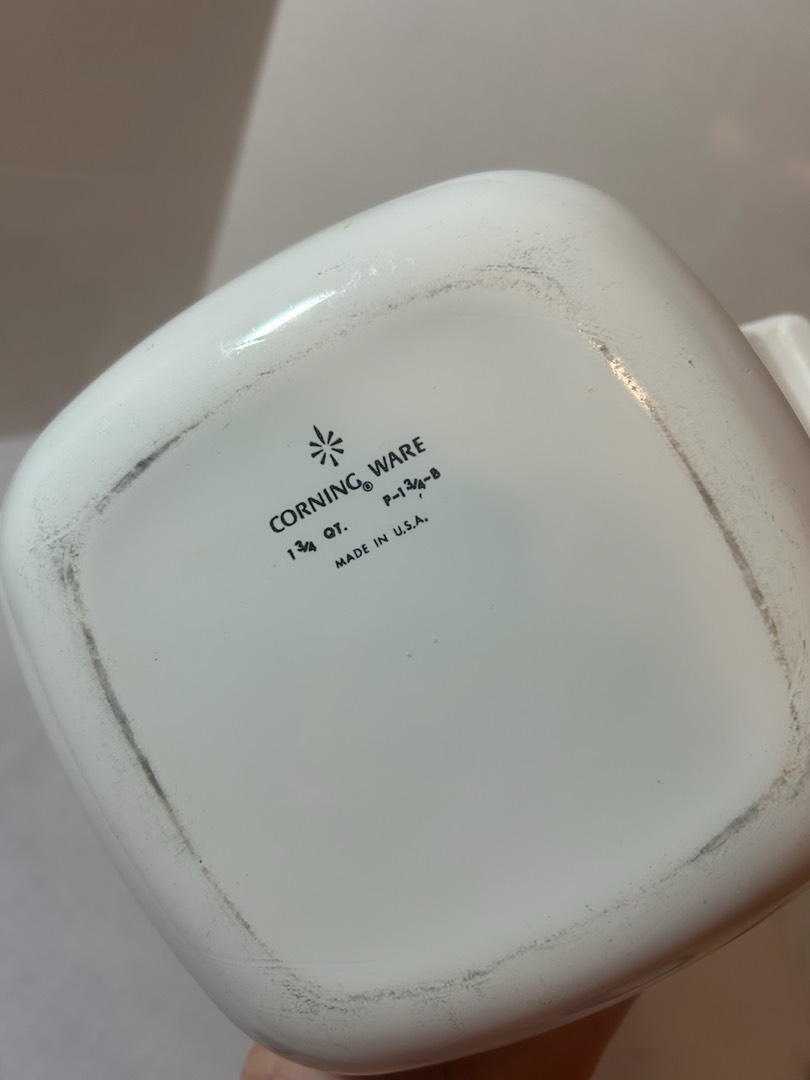 CORNING® WARE
1 3/4 QT. P-1 3/4-B
MADE IN U.S.A.